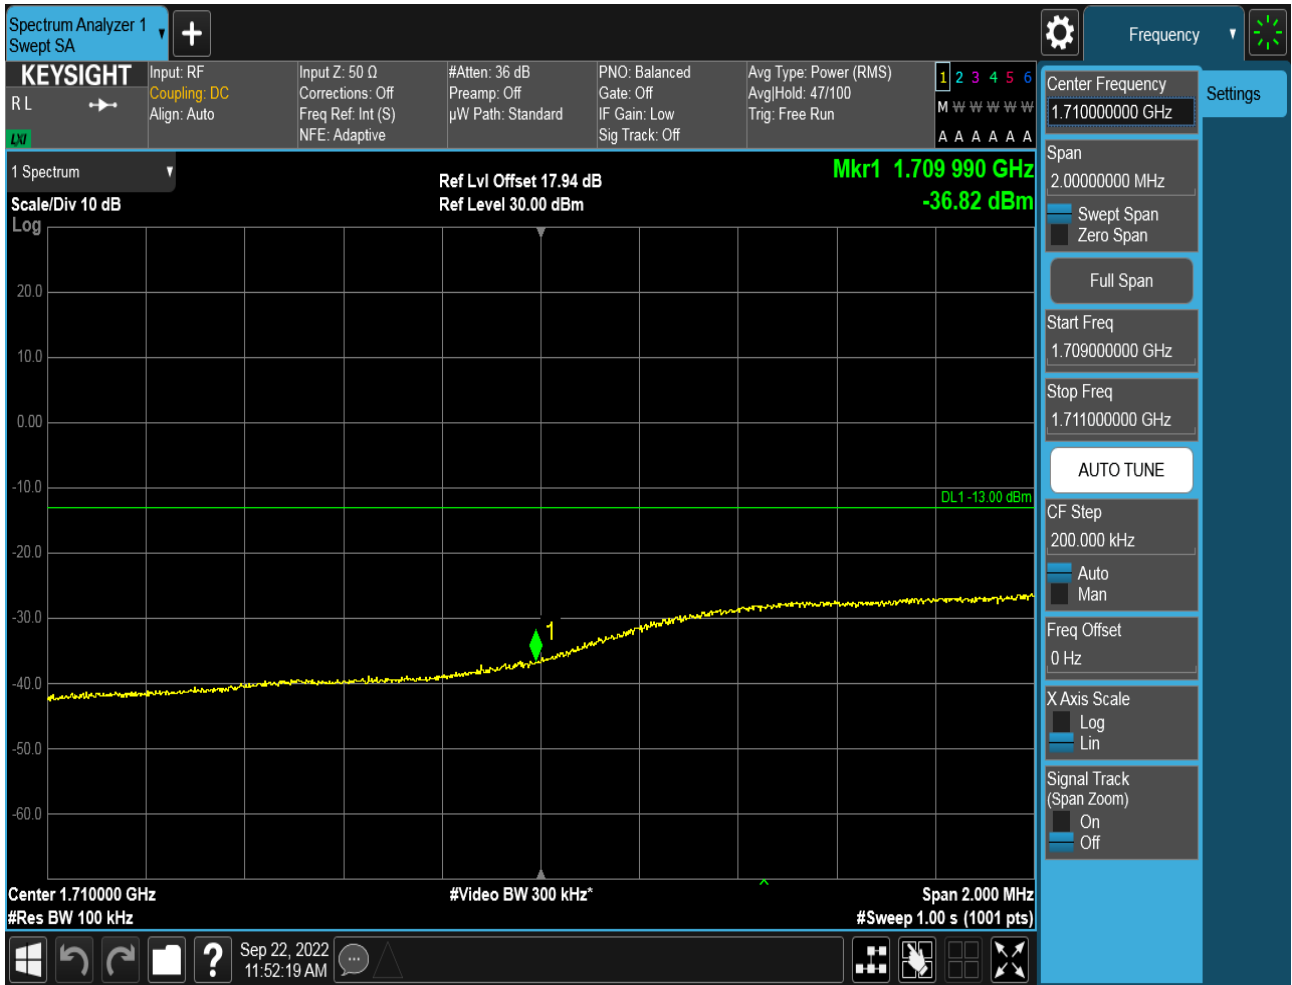 Spectrum Analyzer 1
Swept SA
Frequency
KEYSIGHT
R L
LXI
Input: RF
Coupling: DC
Align: Auto
Input Z: 50 Ω
Corrections: Off
Freq Ref: Int (S)
NFE: Adaptive
#Atten: 36 dB
Preamp: Off
µW Path: Standard
PNO: Balanced
Gate: Off
IF Gain: Low
Sig Track: Off
Avg Type: Power (RMS)
Avg|Hold: 47/100
Trig: Free Run
1 2 3 4 5 6
M W W W W W
A A A A A A
1 Spectrum
Scale/Div 10 dB
Log
Ref Lvl Offset 17.94 dB
Ref Level 30.00 dBm
Mkr1 1.709 990 GHz
-36.82 dBm
20.0
10.0
0.00
-10.0
-20.0
-30.0
-40.0
-50.0
-60.0
DL1 -13.00 dBm
1
Center 1.710000 GHz
#Res BW 100 kHz
#Video BW 300 kHz*
Span 2.000 MHz
#Sweep 1.00 s (1001 pts)
Center Frequency
1.710000000 GHz
Settings
Span
2.00000000 MHz
Swept Span
Zero Span
Full Span
Start Freq
1.709000000 GHz
Stop Freq
1.711000000 GHz
AUTO TUNE
CF Step
200.000 kHz
Auto
Man
Freq Offset
0 Hz
X Axis Scale
Log
Lin
Signal Track
(Span Zoom)
On
Off
?
Sep 22, 2022
11:52:19 AM